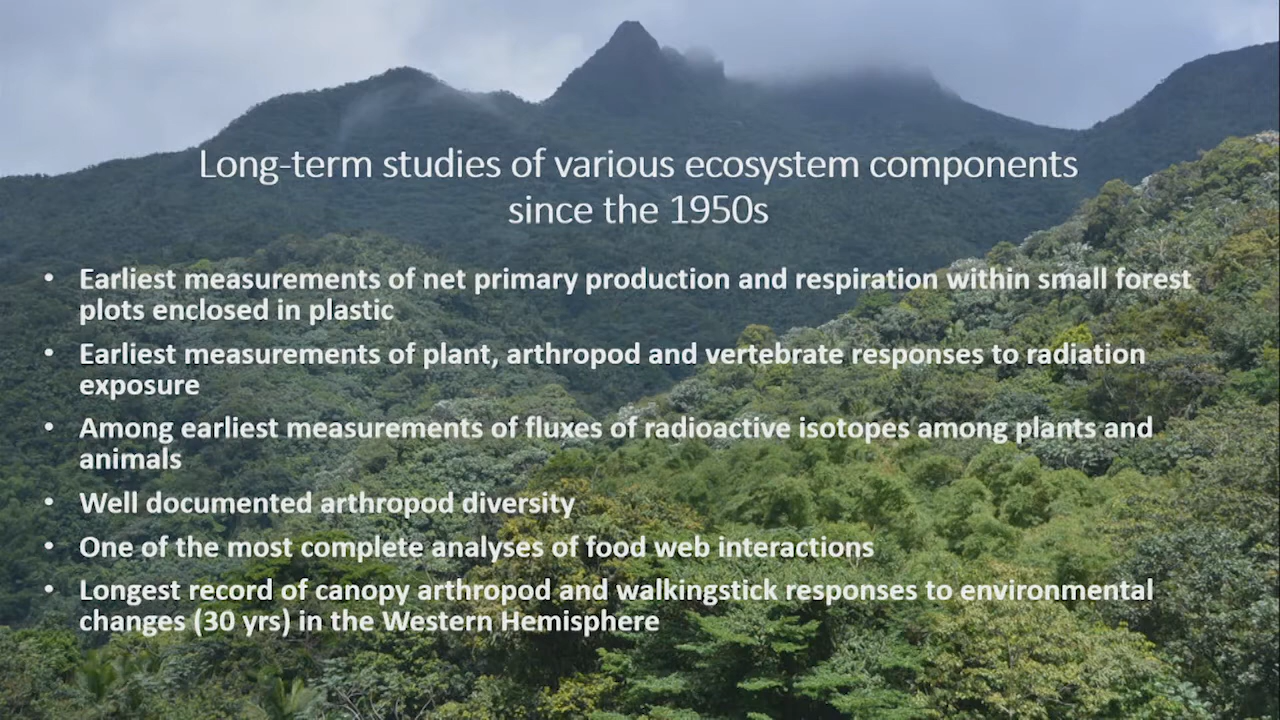 Long-term studies of various ecosystem components
since the 1950s
• Earliest measurements of net primary production and respiration within small forest
plots enclosed in plastic
• Earliest measurements of plant, arthropod and vertebrate responses to radiation
exposure
• Among earliest measurements of fluxes of radioactive isotopes among plants and
animals
• Well documented arthropod diversity
• One of the most complete analyses of food web interactions
• Longest record of canopy arthropod and walkingstick responses to environmental
changes (30 yrs) in the Western Hemisphere